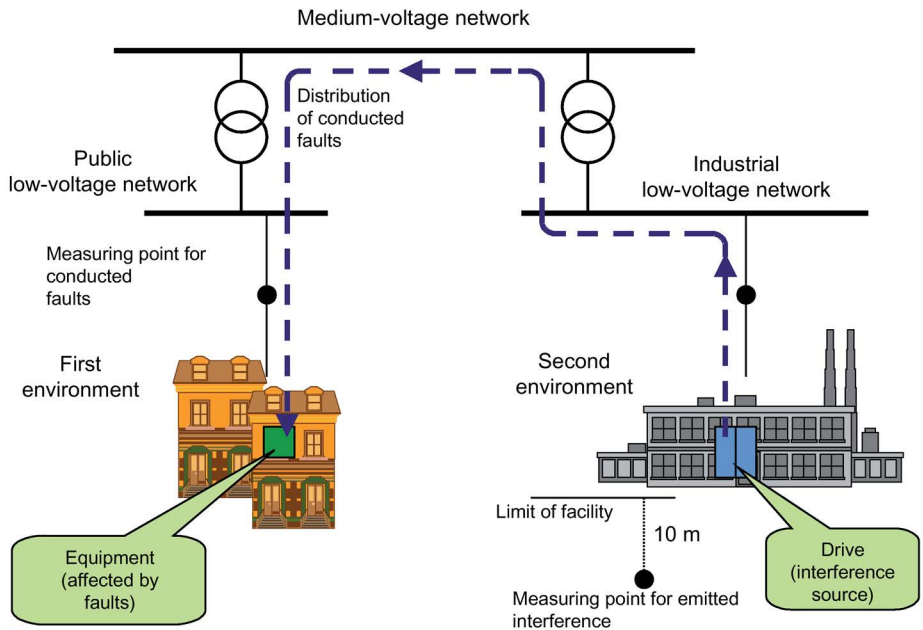 Medium-voltage network
Distribution
of conducted
faults
Public
low-voltage network
Industrial
low-voltage network
Measuring point for
conducted
faults
First
environment
Second
environment
Limit of facility
10 m
Equipment
(affected by
faults)
Drive
(interference
source)
Measuring point for emitted
interference